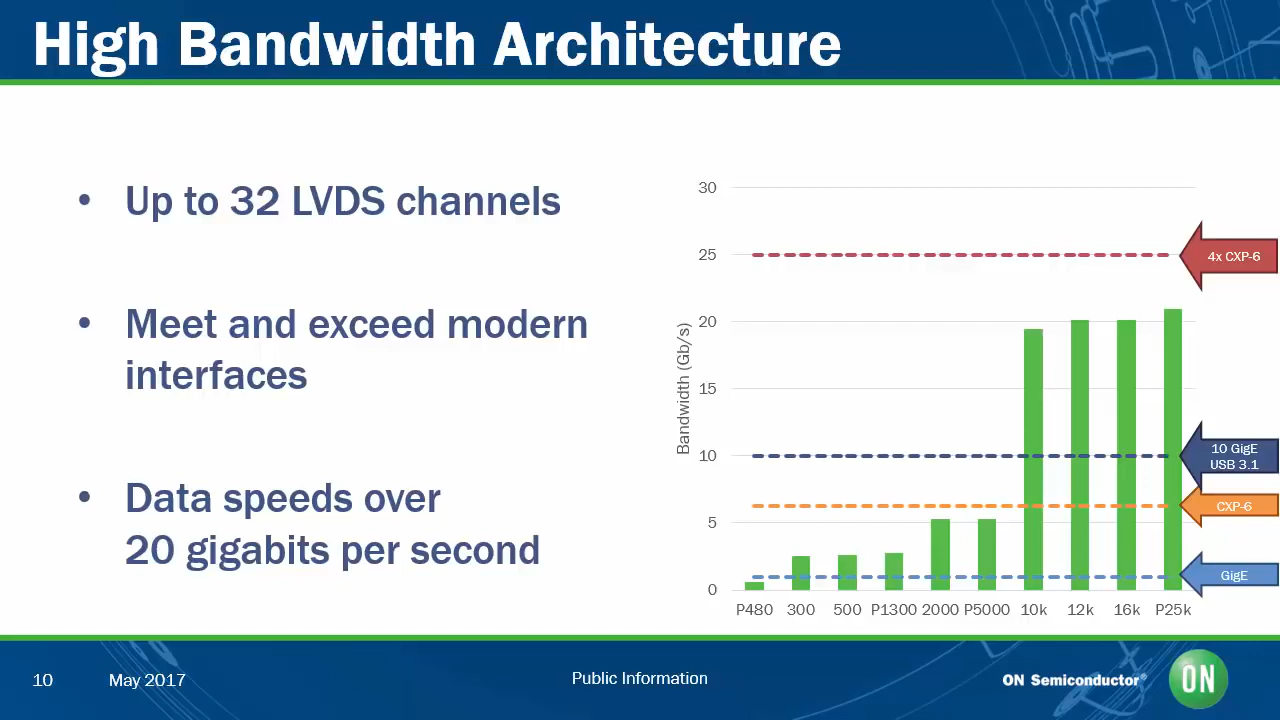 High Bandwidth Architecture
• Up to 32 LVDS channels
• Meet and exceed modern
interfaces
• Data speeds over
20 gigabits per second
Bandwidth (Gb/s)
30
25
20
15
10
5
0
P480 300 500 P1300 2000 P5000 10k 12k 16k P25k
4x CXP-6
10 GigE
USB 3.1
CXP-6
GigE
10 May 2017 Public Information ON Semiconductor® ON